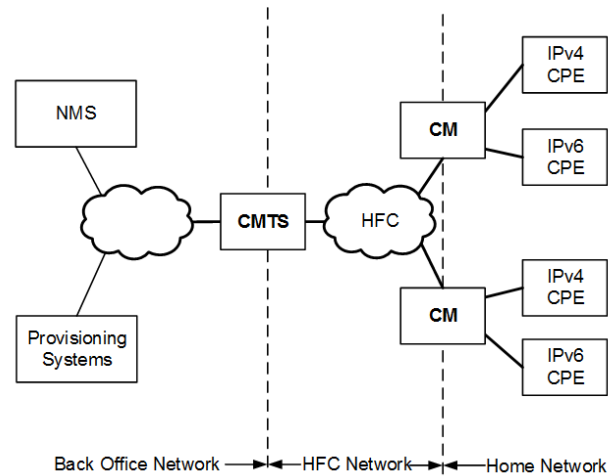 IPv4
CPE
NMS
CM
IPv6
CPE
CMTS
HFC
IPv4
CPE
Provisioning
Systems
CM
IPv6
CPE
Back Office Network
HFC Network
Home Network